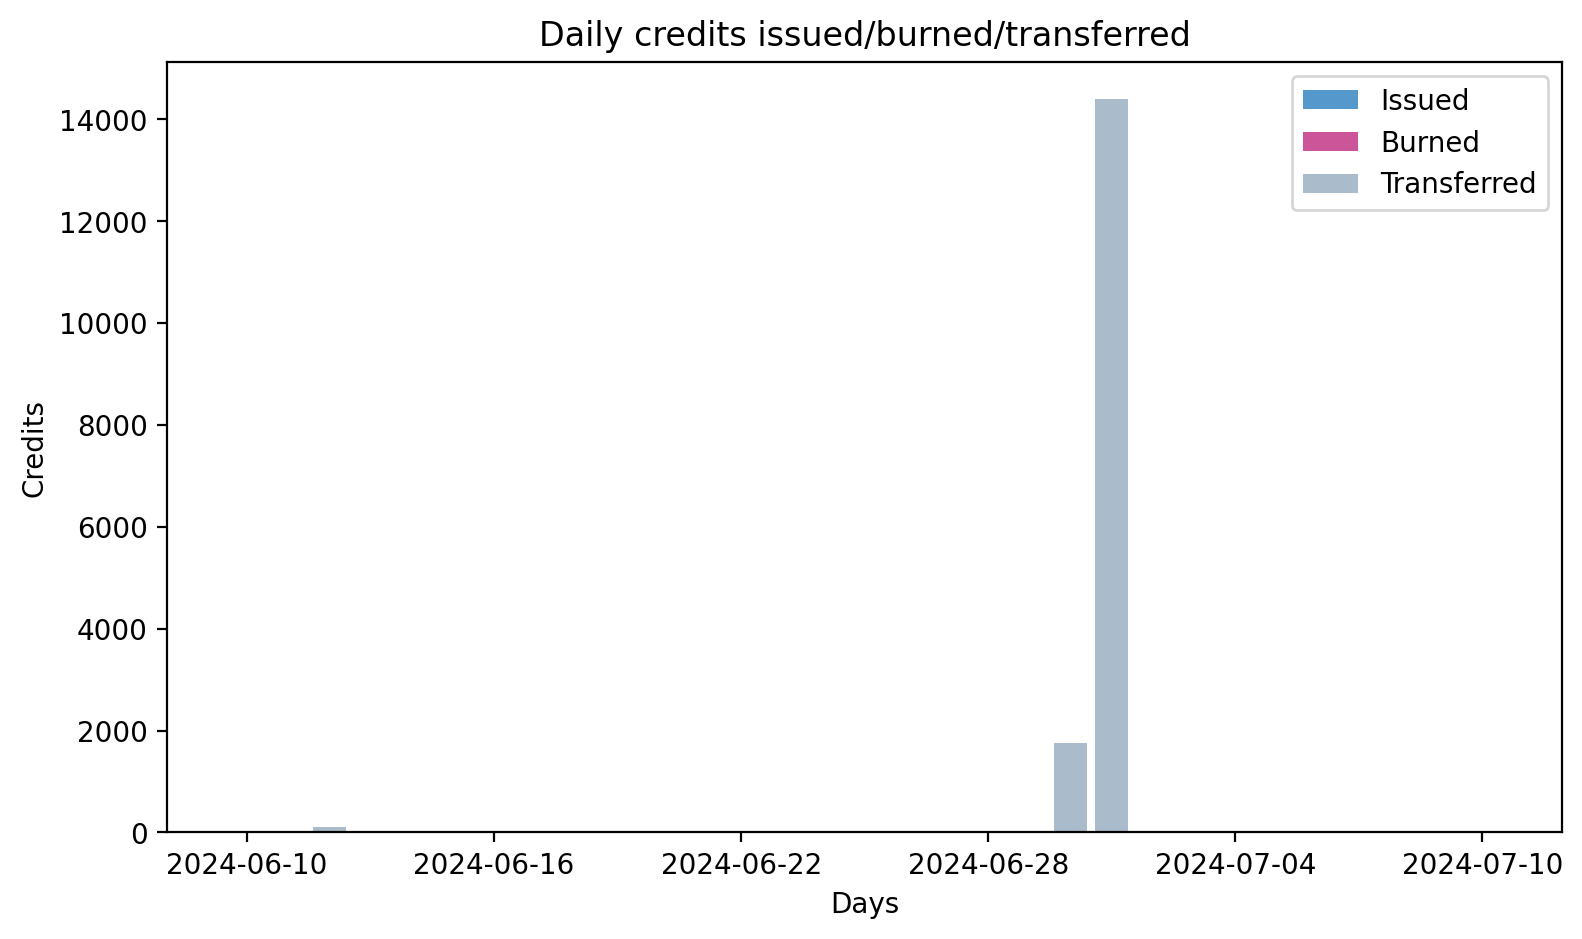 Daily credits issued/burned/transferred
Issued
Burned
Transferred
14000
12000
10000
8000
6000
4000
2000
0
Credits
2024-06-10 2024-06-16 2024-06-22 2024-06-28 2024-07-04 2024-07-10
Days